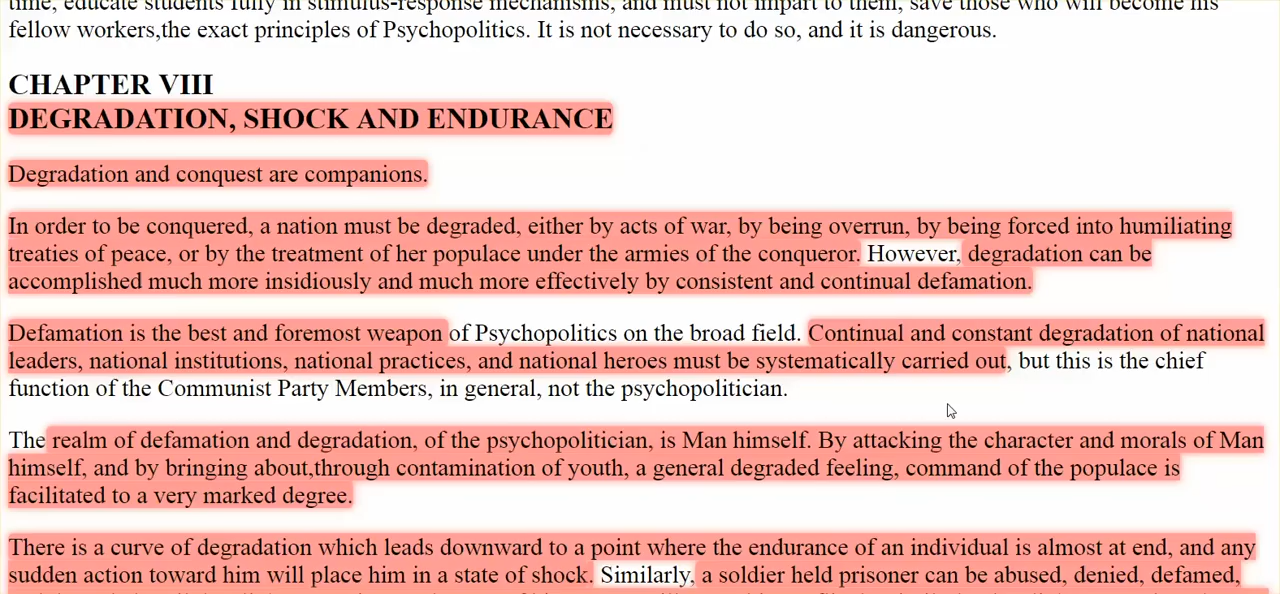 time, educate students fully in stimulus-response mechanisms, and must not impart to them, save those who will become his
fellow workers,the exact principles of Psychopolitics. It is not necessary to do so, and it is dangerous.
CHAPTER VIII
DEGRADATION, SHOCK AND ENDURANCE
Degradation and conquest are companions.
In order to be conquered, a nation must be degraded, either by acts of war, by being overrun, by being forced into humiliating
treaties of peace, or by the treatment of her populace under the armies of the conqueror. However, degradation can be
accomplished much more insidiously and much more effectively by consistent and continual defamation.
Defamation is the best and foremost weapon of Psychopolitics on the broad field. Continual and constant degradation of national
leaders, national institutions, national practices, and national heroes must be systematically carried out, but this is the chief
function of the Communist Party Members, in general, not the psychopolitician.
The realm of defamation and degradation, of the psychopolitician, is Man himself. By attacking the character and morals of Man
himself, and by bringing about,through contamination of youth, a general degraded feeling, command of the populace is
facilitated to a very marked degree.
There is a curve of degradation which leads downward to a point where the endurance of an individual is almost at end, and any
sudden action toward him will place him in a state of shock. Similarly, a soldier held prisoner can be abused, denied, defamed,